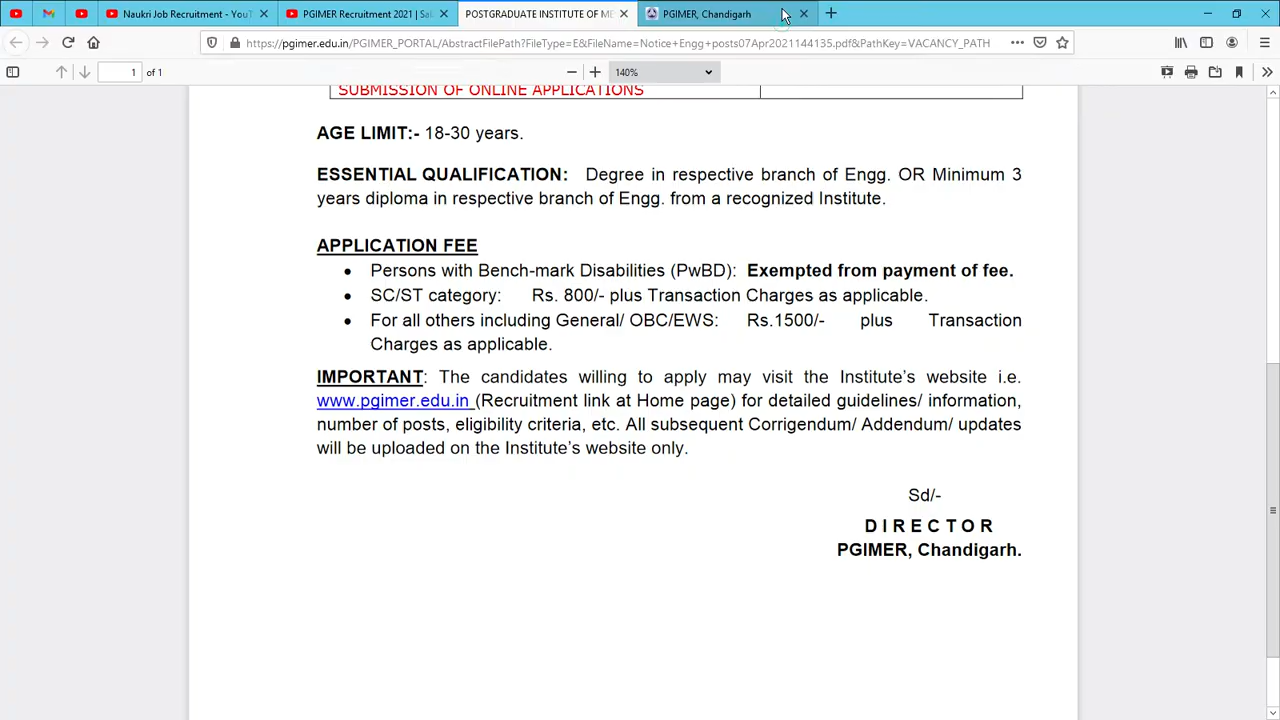 Naukri Job Recruitment - YouT
PGIMER Recruitment 2021 | Sal
POSTGRADUATE INSTITUTE OF ME
PGIMER, Chandigarh
https://pgimer.edu.in/PGIMER_PORTAL/AbstractFilePath?FileType=E&FileName=Notice+Engg+posts07Apr2021144135.pdf&PathKey=VACANCY_PATH
1 of 1
140%
SUBMISSION OF ONLINE APPLICATIONS
AGE LIMIT:- 18-30 years.
ESSENTIAL QUALIFICATION: Degree in respective branch of Engg. OR Minimum 3
years diploma in respective branch of Engg. from a recognized Institute.
APPLICATION FEE
• Persons with Bench-mark Disabilities (PwBD): Exempted from payment of fee.
• SC/ST category: Rs. 800/- plus Transaction Charges as applicable.
• For all others including General/ OBC/EWS: Rs.1500/- plus Transaction
Charges as applicable.
IMPORTANT: The candidates willing to apply may visit the Institute's website i.e.
www.pgimer.edu.in (Recruitment link at Home page) for detailed guidelines/ information,
number of posts, eligibility criteria, etc. All subsequent Corrigendum/ Addendum/ updates
will be uploaded on the Institute's website only.
Sd/-
D I R E C T O R
PGIMER, Chandigarh.